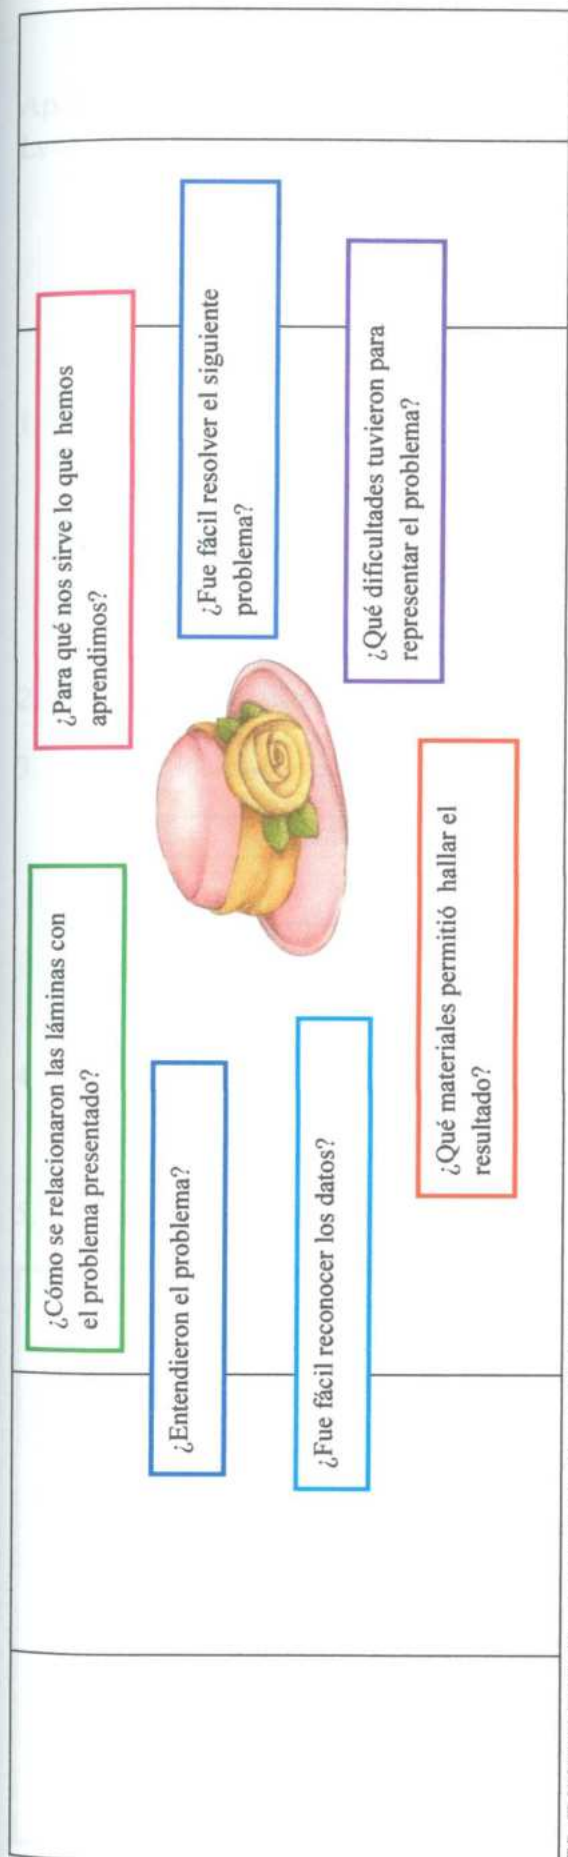 ¿Cómo se relacionaron las láminas con
el problema presentado?
¿Para qué nos sirve lo que hemos
aprendimos?
¿Entendieron el problema?
¿Fue fácil resolver el siguiente
problema?
¿Fue fácil reconocer los datos?
¿Qué dificultades tuvieron para
representar el problema?
¿Qué materiales permitió hallar el
resultado?